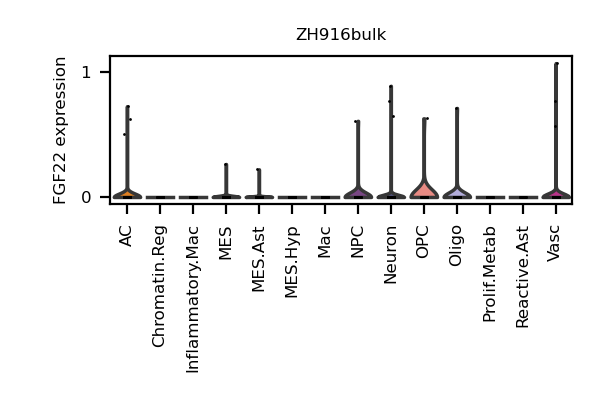 ZH916bulk
FGF22 expression
1
0
AC
Chromatin.Reg
Inflammatory.Mac
MES
MES.Ast
MES.Hyp
Mac
NPC
Neuron
OPC
Oligo
Prolif.Metab
Reactive.Ast
Vasc